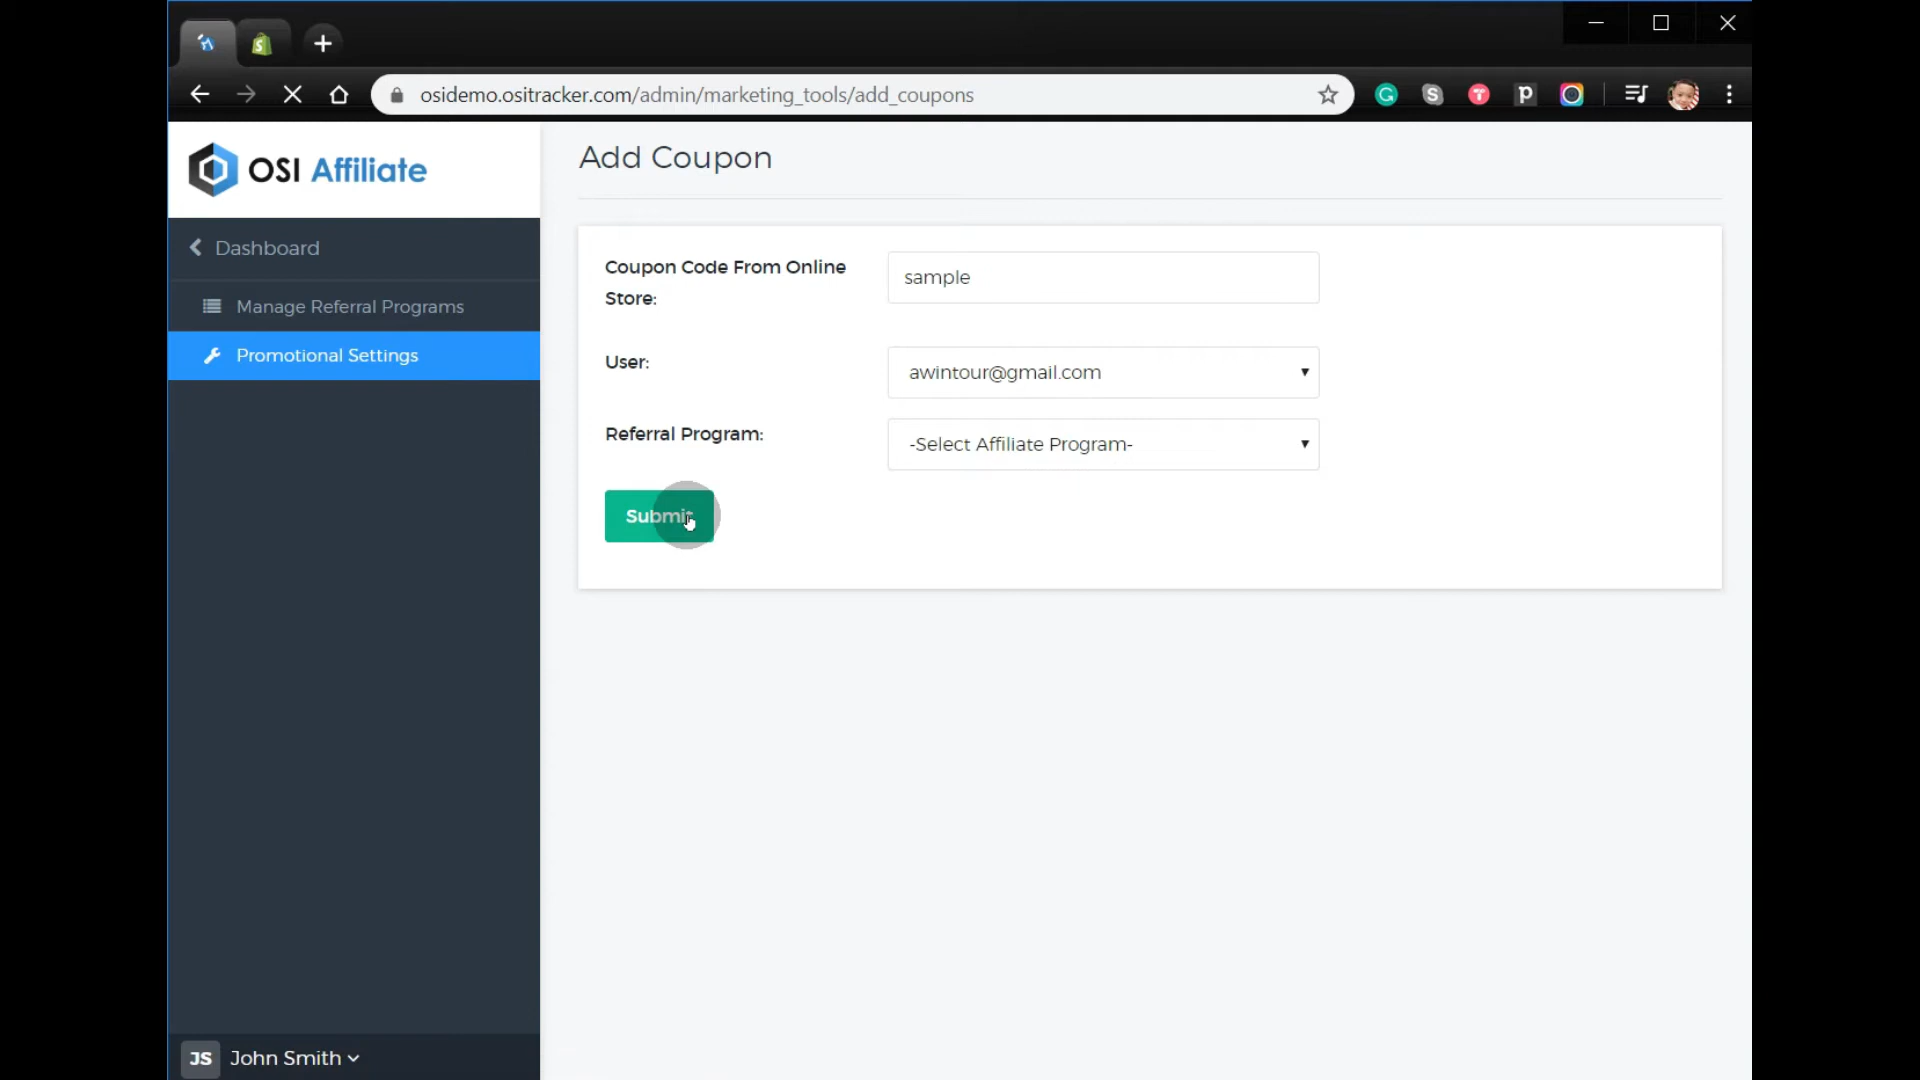 osidemo.ositracker.com/admin/marketing_tools/add_coupons
OSI Affiliate
Add Coupon
Dashboard
Manage Referral Programs
Promotional Settings
Coupon Code From Online
Store:
sample
User:
awintour@gmail.com
Referral Program:
-Select Affiliate Program-
Submit
JS John Smith